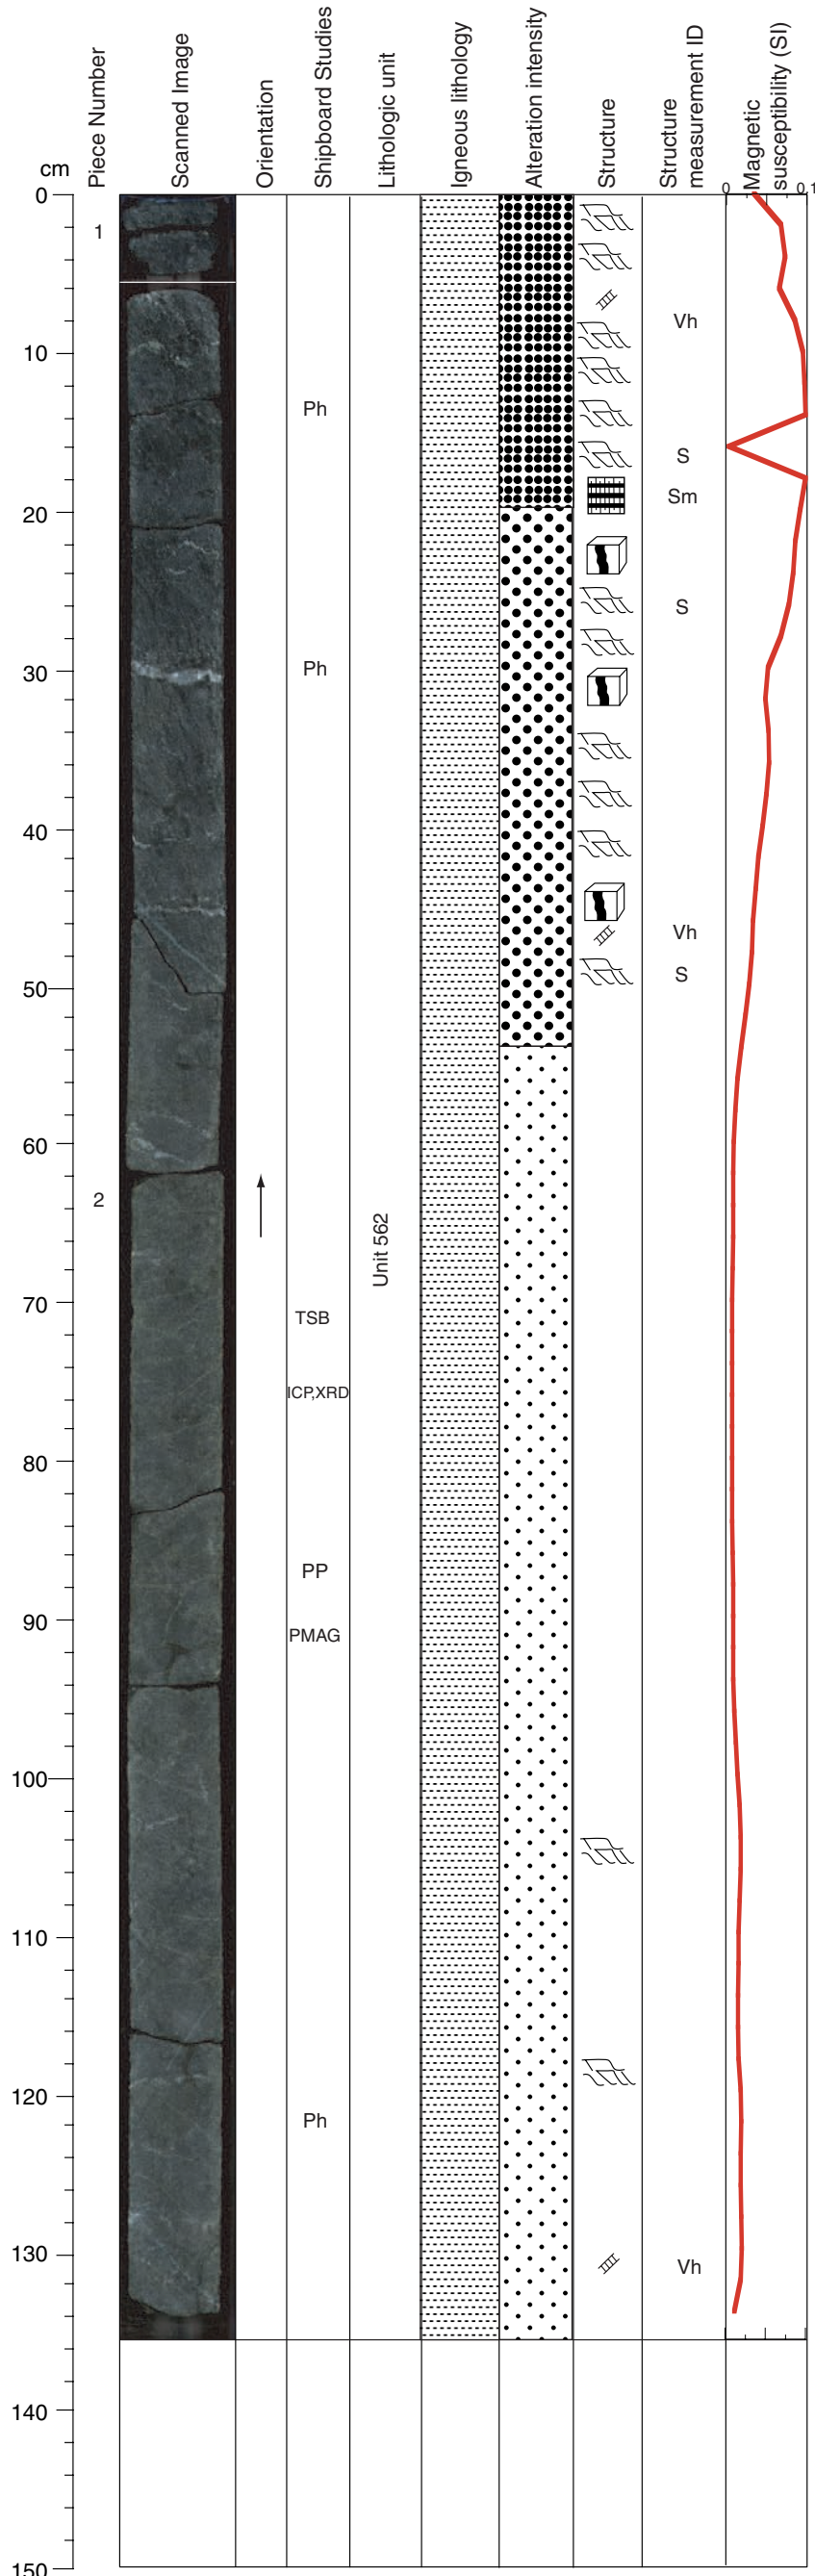 cm
Piece Number
Scanned Image
Orientation
Shipboard Studies
Lithologic unit
Igneous lithology
Alteration intensity
Structure
Structure
measurement ID
Magnetic
susceptibility (SI)
0
0 0.1
1
Vh
10
Ph
S
Sm
20
S
30
Ph
40
Vh
50
S
60
2
Unit 562
70
TSB
ICP,XRD
80
PP
90
PMAG
100
110
120
Ph
130
Vh
140
150